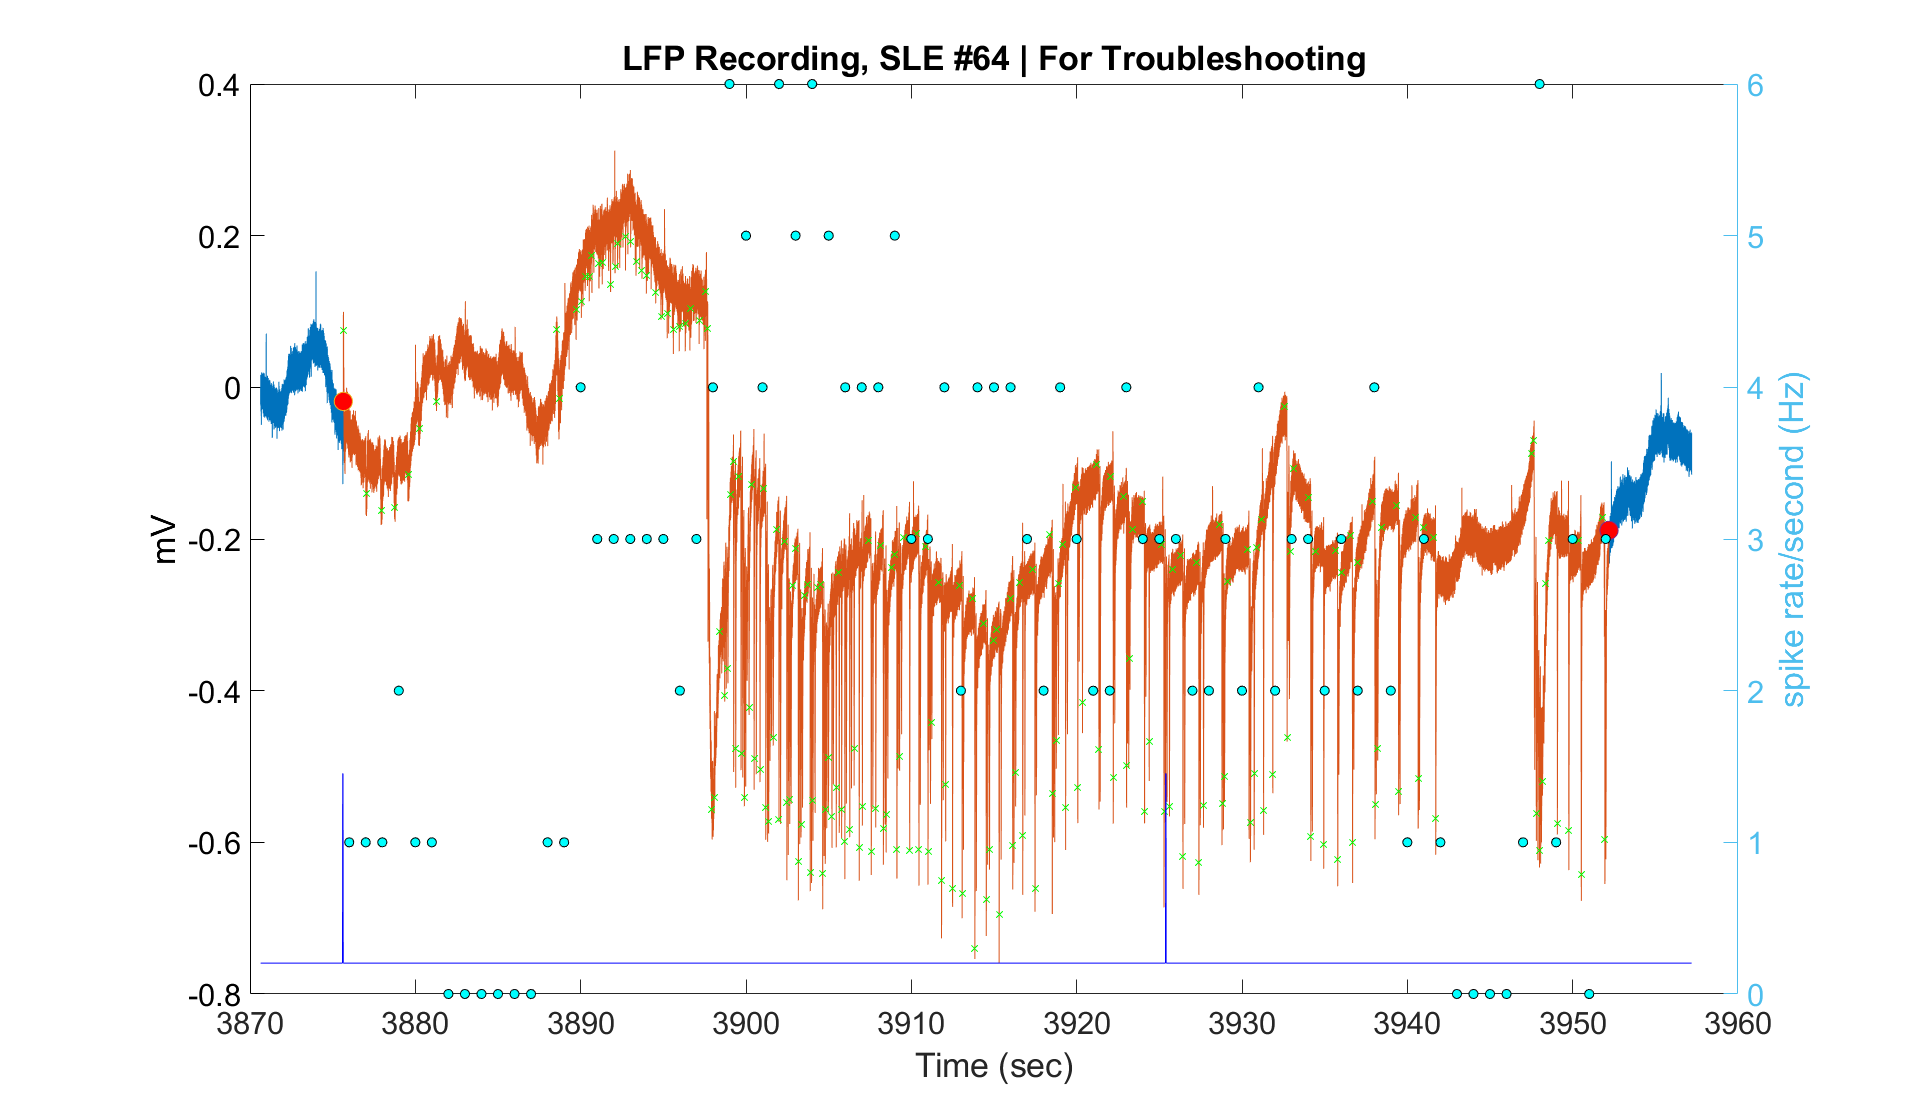 LFP Recording, SLE #64 | For Troubleshooting
0.4
0.2
0
-0.2
-0.4
-0.6
-0.8
mV
6
5
4
3
2
1
0
spike rate/second (Hz)
3870 3880 3890 3900 3910 3920 3930 3940 3950 3960
Time (sec)